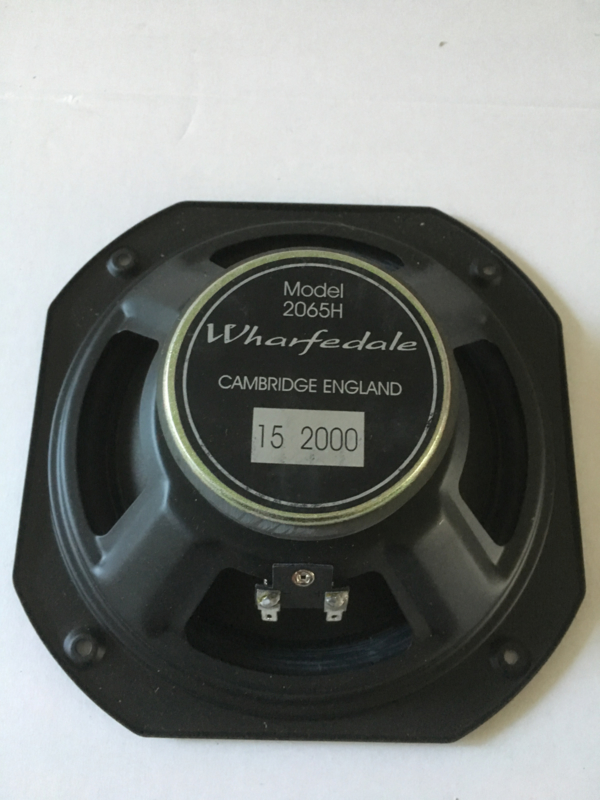 Model
2065H
Wharfedale
CAMBRIDGE ENGLAND
15 2000